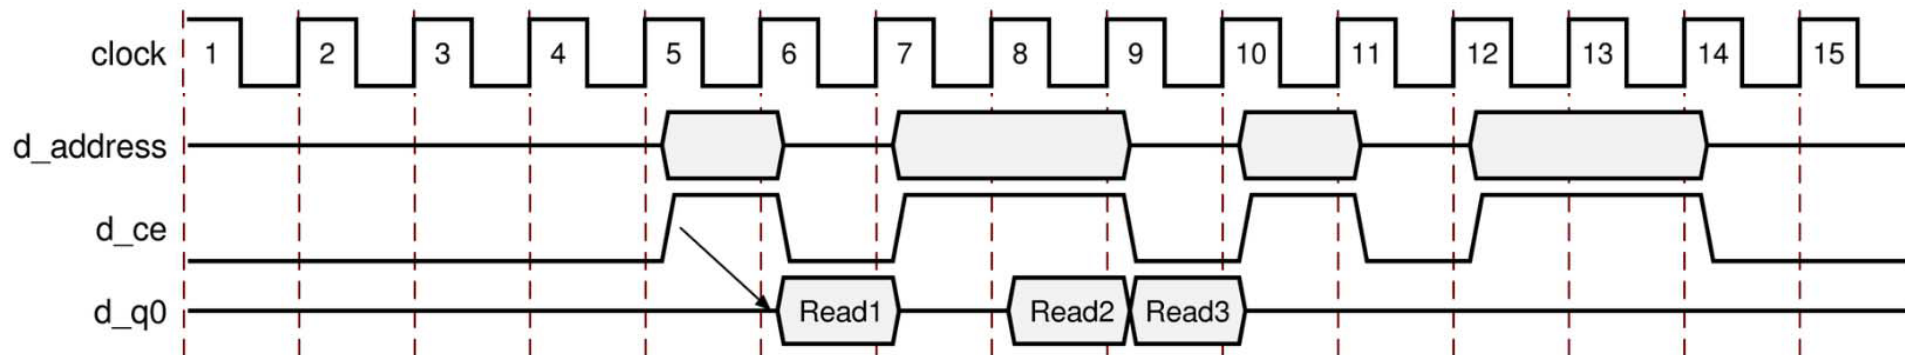 clock 1 2 3 4 5 6 7 8 9 10 11 12 13 14 15
d_address
d_ce
d_q0 Read1 Read2 Read3